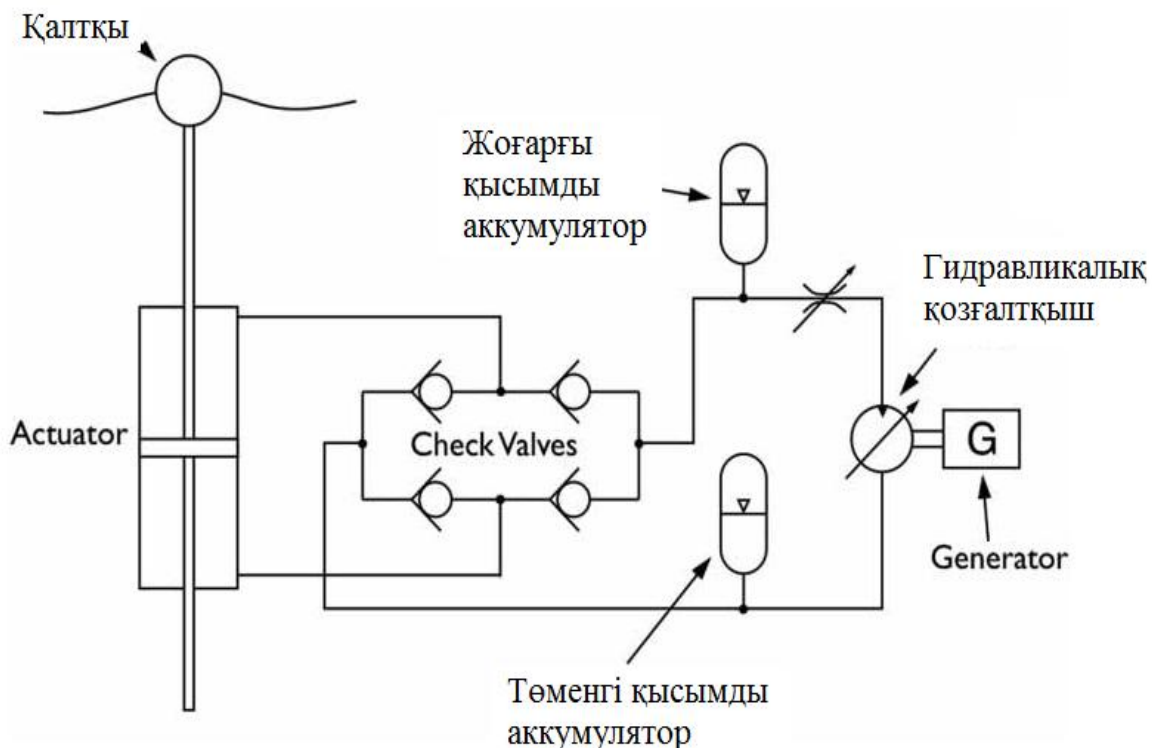 Қалтқы
Жоғарғы
қысымды
аккумулятор
Гидравликалық
қозғалтқыш
Actuator
Check Valves
G
Generator
Төменгі қысымды
аккумулятор